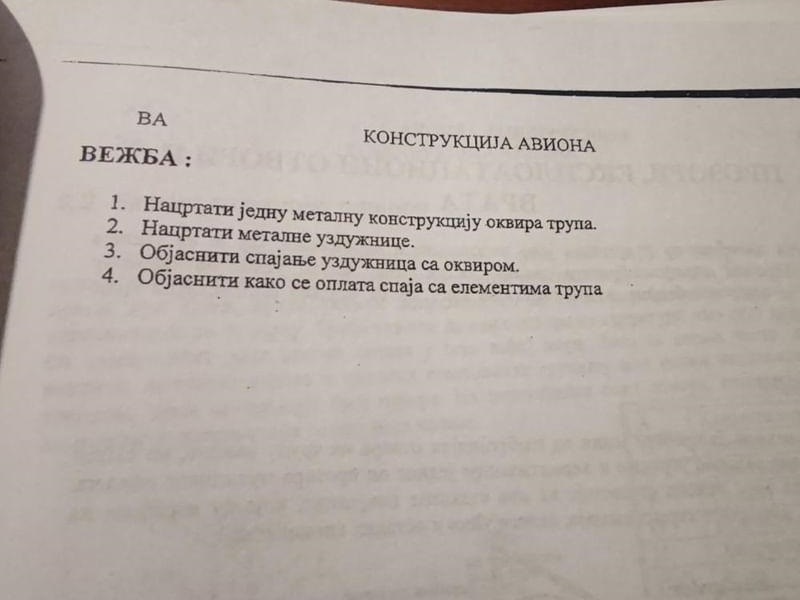 ВА
КОНСТРУКЦИЈА АВИОНА
ВЕЖБА :
1. Нацртати једну металну конструкцију оквира трупа.
2. Нацртати металне уздужнице.
3. Објаснити спајање уздужница са оквиром.
4. Објаснити како се оплата спаја са елементима трупа